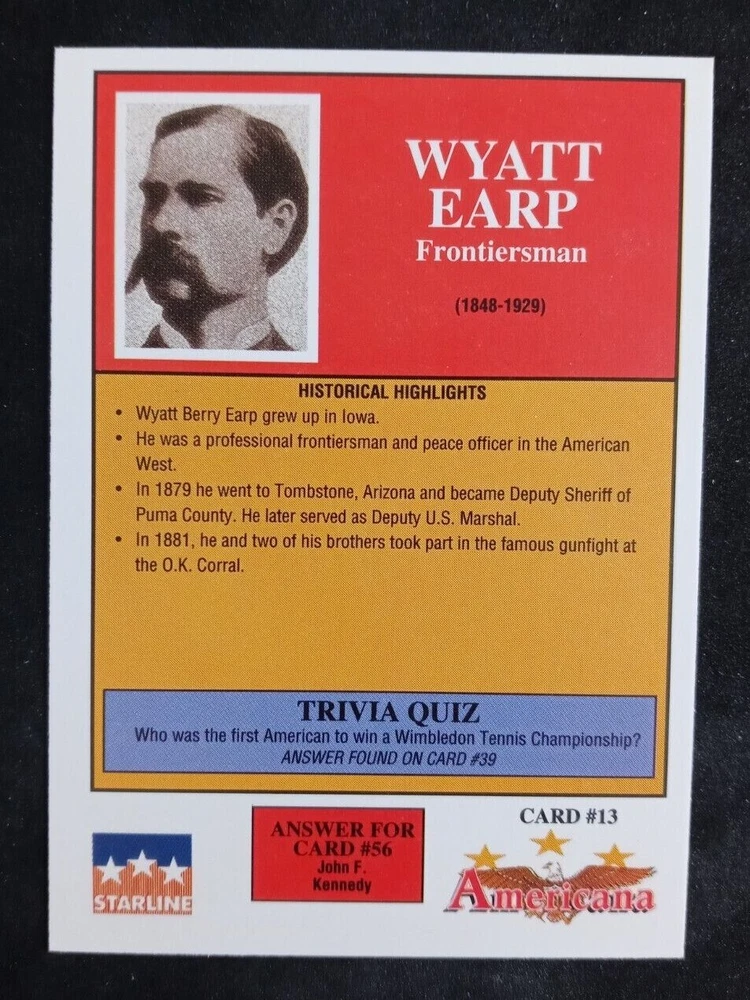 WYATT
EARP
Frontiersman
(1848-1929)
HISTORICAL HIGHLIGHTS
• Wyatt Berry Earp grew up in Iowa.
• He was a professional frontiersman and peace officer in the American
West.
• In 1879 he went to Tombstone, Arizona and became Deputy Sheriff of
Puma County. He later served as Deputy U.S. Marshal.
• In 1881, he and two of his brothers took part in the famous gunfight at
the O.K. Corral.
TRIVIA QUIZ
Who was the first American to win a Wimbledon Tennis Championship?
ANSWER FOUND ON CARD #39
STARLINE
ANSWER FOR
CARD #56
John F.
Kennedy
CARD #13
Americana